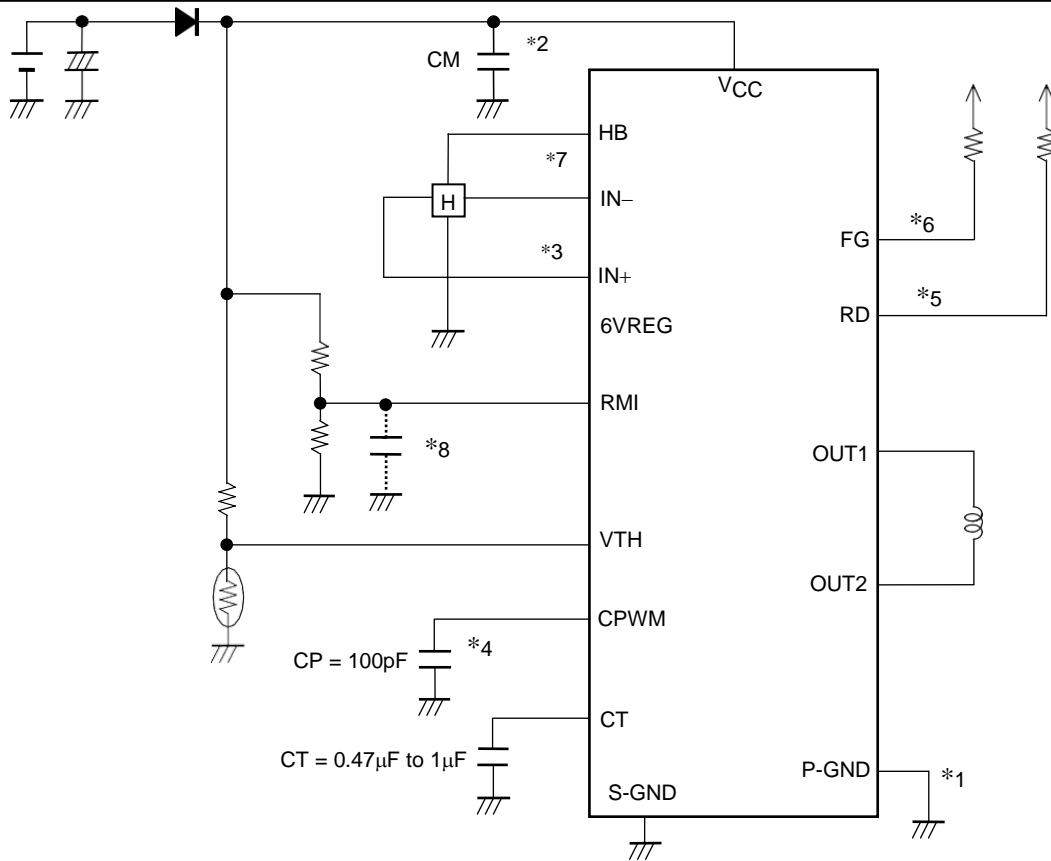 *2
CM
VCC
HB
*7
H
IN−
*6
FG
*3
IN+
*5
6VREG
RD
RMI
*8
OUT1
VTH
OUT2
CPWM
*4
CP = 100pF
CT
CT = 0.47μF to 1μF
P-GND
*1
S-GND